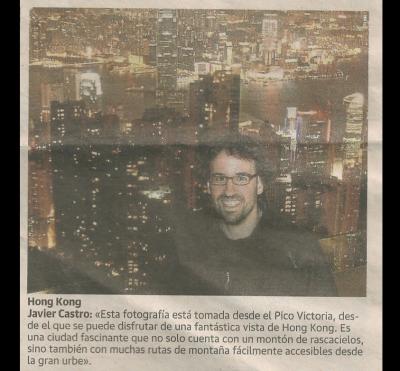 Hong Kong
Javier Castro: «Esta fotografía está tomada desde el Pico Victoria, des-
de el que se puede disfrutar de una fantástica vista de Hong Kong. Es
una ciudad fascinante que no solo cuenta con un montón de rascacielos,
sino también con muchas rutas de montaña fácilmente accesibles desde
la gran urbe».